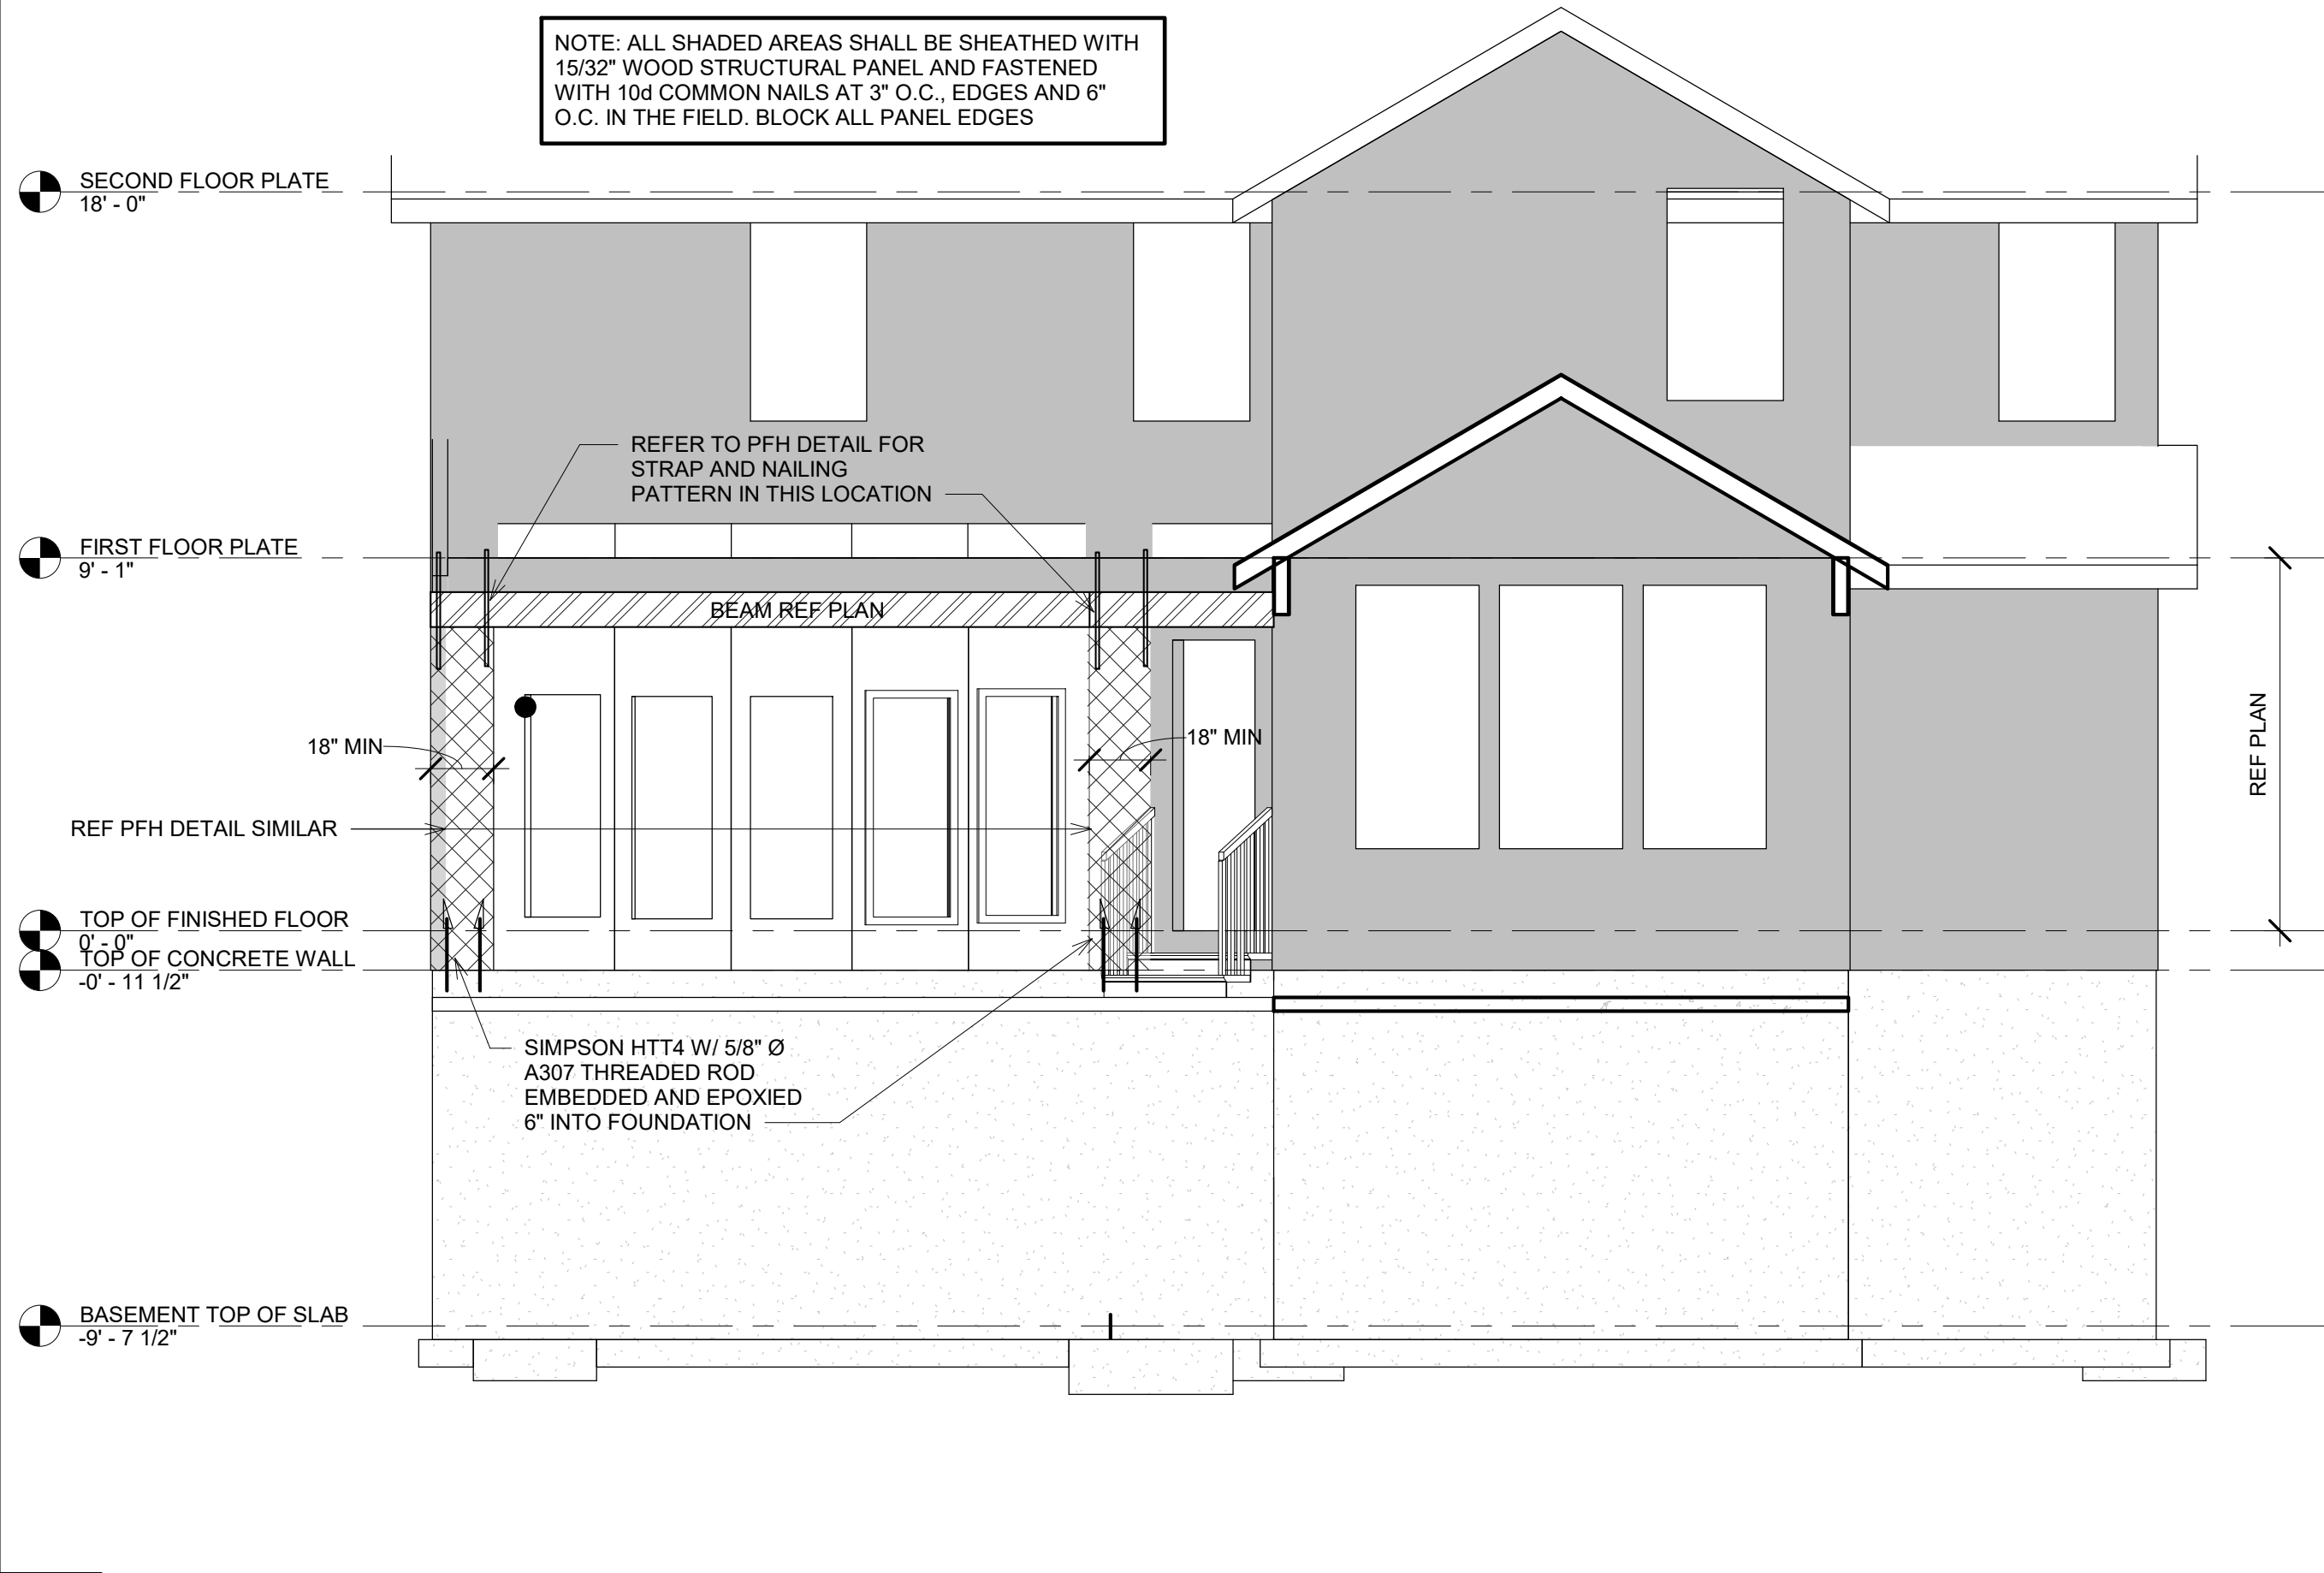 NOTE: ALL SHADED AREAS SHALL BE SHEATHED WITH
15/32" WOOD STRUCTURAL PANEL AND FASTENED
WITH 10d COMMON NAILS AT 3" O.C., EDGES AND 6"
O.C. IN THE FIELD. BLOCK ALL PANEL EDGES
SECOND FLOOR PLATE
18' - 0"
REFER TO PFH DETAIL FOR
STRAP AND NAILING
PATTERN IN THIS LOCATION
FIRST FLOOR PLATE
9' - 1"
BEAM REF PLAN
18" MIN
18" MIN
REF PLAN
REF PFH DETAIL SIMILAR
TOP OF FINISHED FLOOR
0' - 0"
TOP OF CONCRETE WALL
-0' - 11 1/2"
SIMPSON HTT4 W/ 5/8" Ø
A307 THREADED ROD
EMBEDDED AND EPOXIED
6" INTO FOUNDATION
BASEMENT TOP OF SLAB
-9' - 7 1/2"